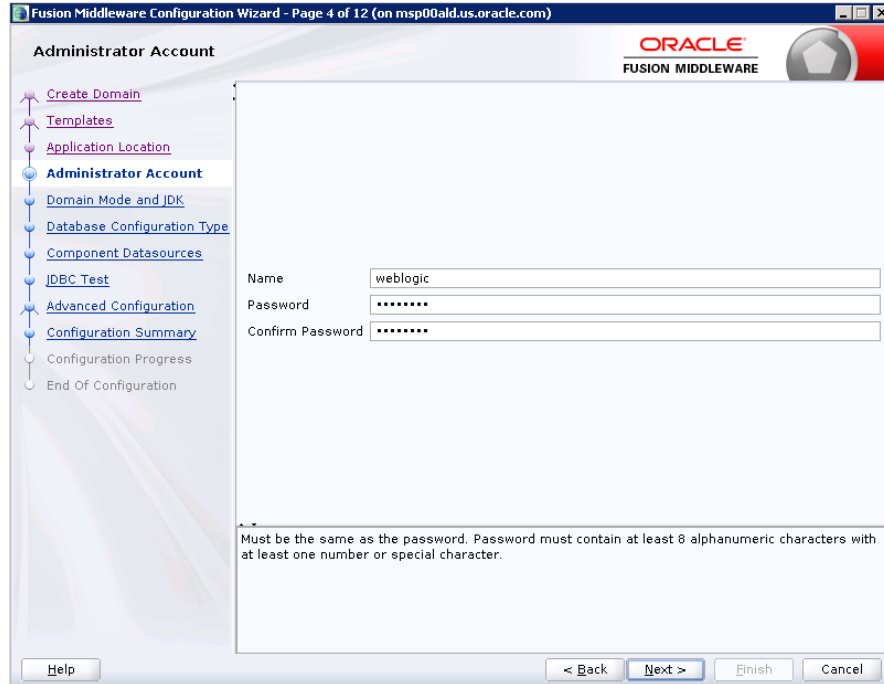 Fusion Middleware Configuration Wizard - Page 4 of 12 (on msp00ald.us.oracle.com)
Administrator Account
ORACLE
FUSION MIDDLEWARE
Create Domain
Templates
Application Location
Administrator Account
Domain Mode and JDK
Database Configuration Type
Component Datasources
JDBC Test
Advanced Configuration
Configuration Summary
Configuration Progress
End Of Configuration
Name weblogic
Password ••••••••
Confirm Password ••••••••
Must be the same as the password. Password must contain at least 8 alphanumeric characters with
at least one number or special character.
Help < Back Next > Finish Cancel